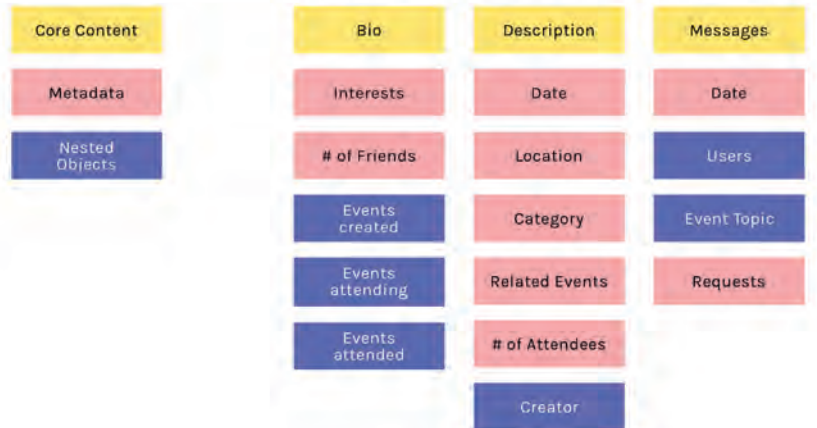 Core Content
Metadata
Nested
Objects
Bio
Interests
# of Friends
Events
created
Events
attending
Events
attended
Description
Date
Location
Category
Related Events
# of Attendees
Creator
Messages
Date
Users
Event Topic
Requests